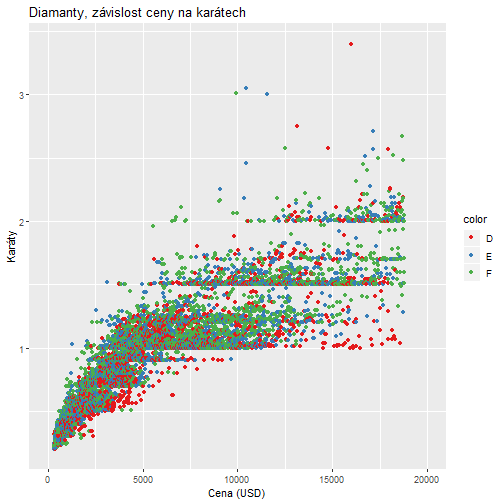 Diamanty, závislost ceny na karátech
Karáty
3
2
1
0
5000
10000
15000
20000
Cena (USD)
color
D
E
F